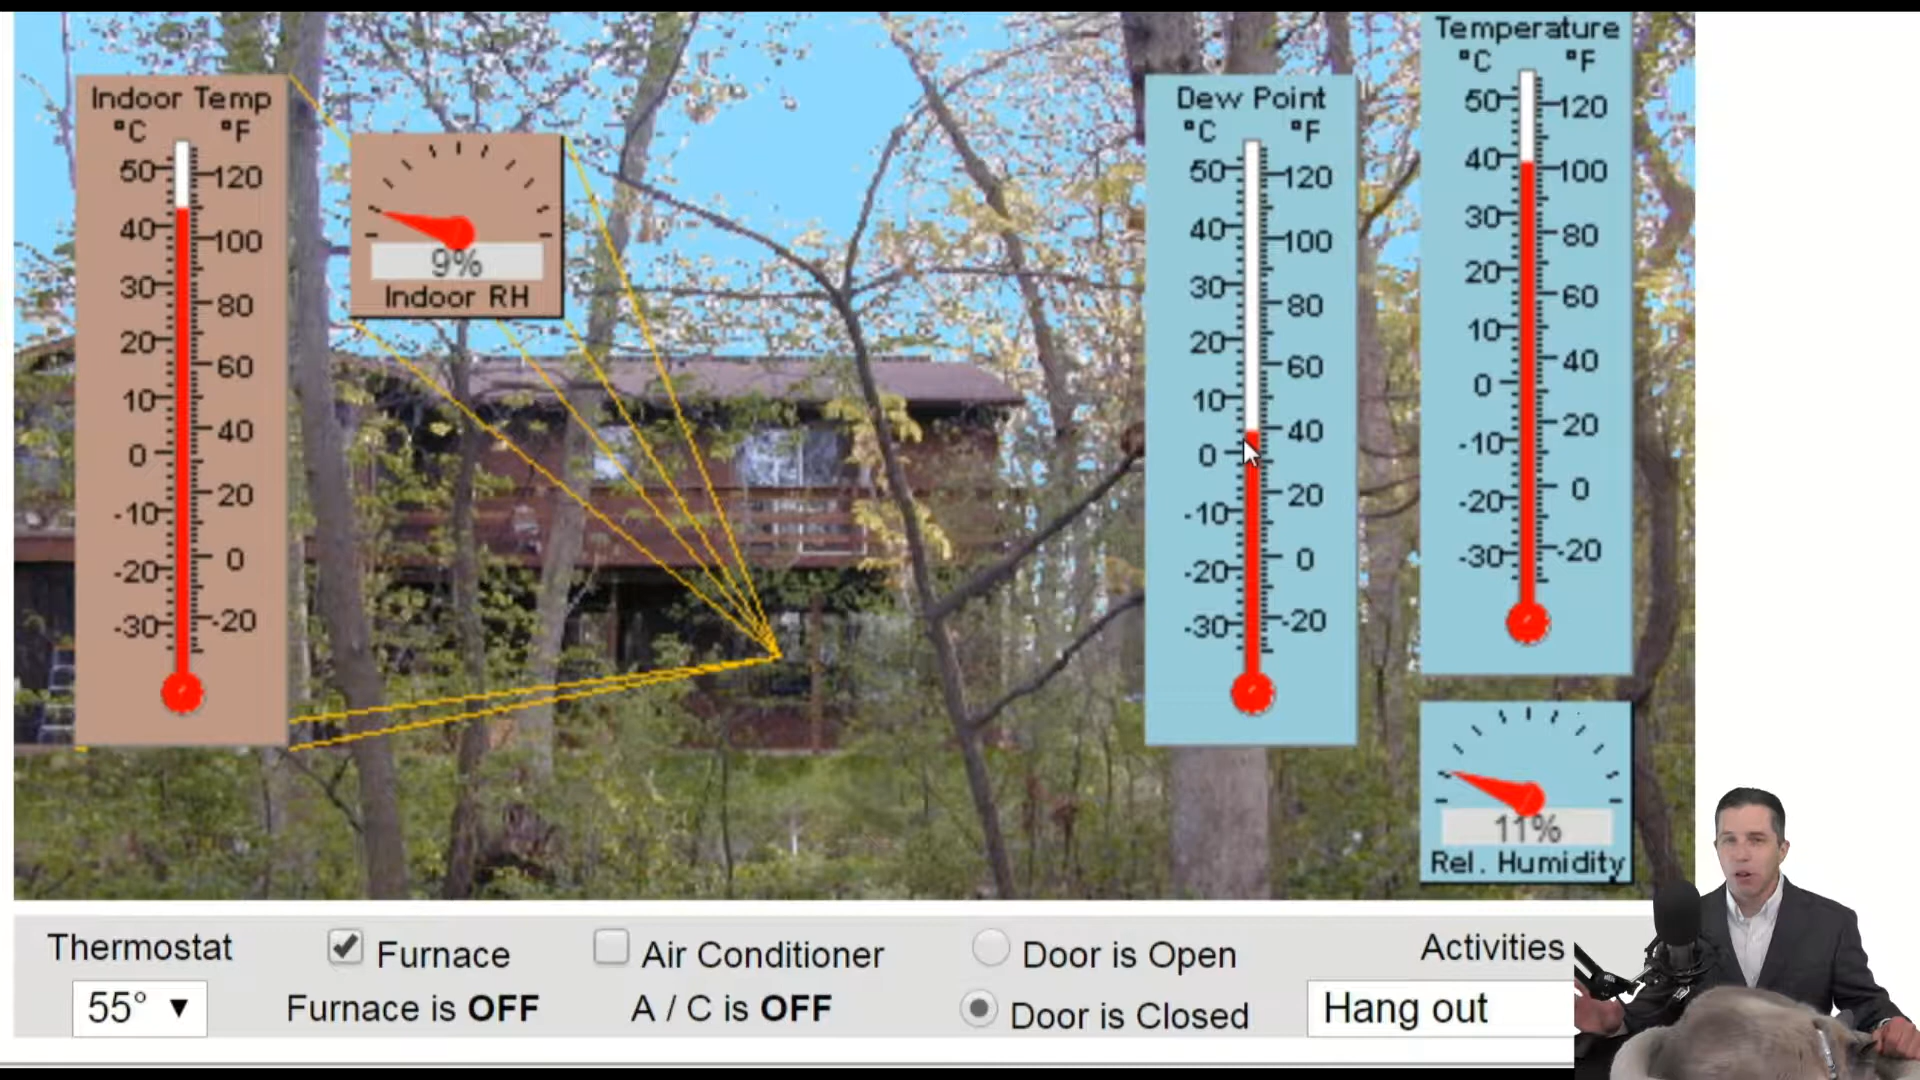 Indoor Temp
°C °F
50 120
40 100
30 80
20 60
10 40
0 20
-10 0
-20 -20
-30
9%
Indoor RH
Dew Point
°C °F
50 120
40 100
30 80
20 60
10 40
0 20
-10 0
-20 -20
-30
Temperature
°C °F
50 120
40 100
30 80
20 60
10 40
0 20
-10 0
-20 -20
-30
11%
Rel. Humidity
Thermostat
55° ▼
Furnace
Furnace is OFF
Air Conditioner
A / C is OFF
Door is Open
Door is Closed
Activities
Hang out